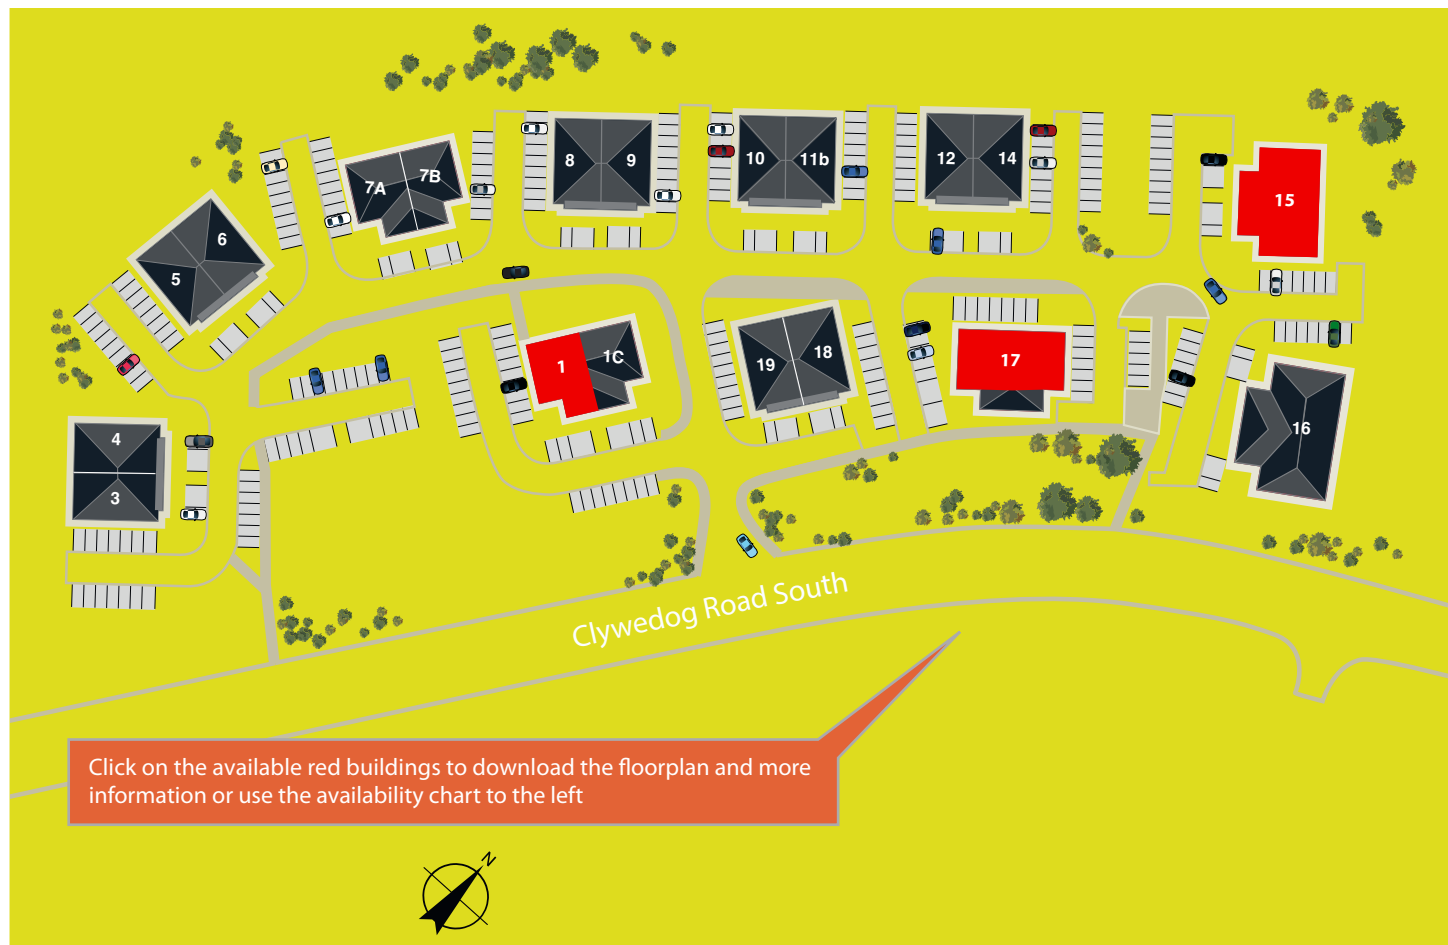 8
9
10
11b
12
14
7A
7B
15
6
5
1
1C
19
18
17
16
4
3
Clywedog Road South
Click on the available red buildings to download the floorplan and more
information or use the availability chart to the left
N